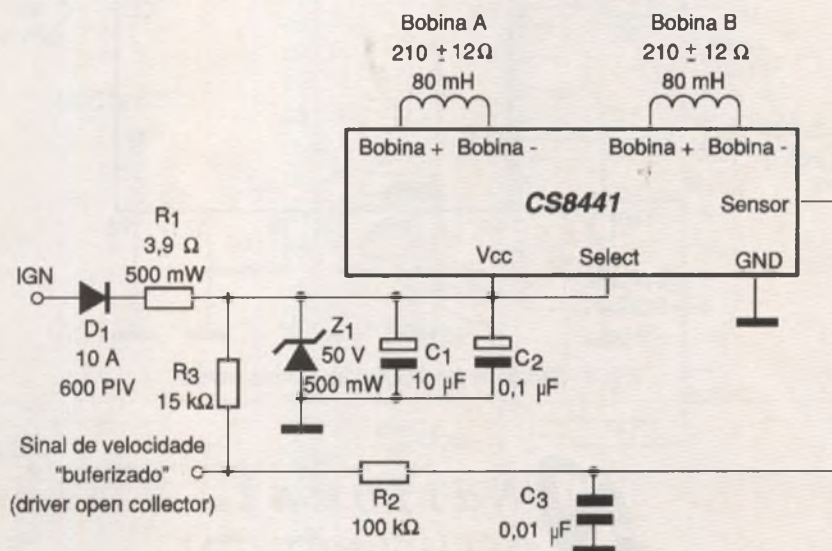 Bobina A
210 ± 12Ω
80 mH
Bobina B
210 ± 12 Ω
80 mH
Bobina + Bobina -
Bobina + Bobina -
CS8441
Sensor
Vcc
Select
GND
R1
3,9 Ω
500 mW
IGN
D1
10 A
600 PIV
R3
15 kΩ
Z1
50 V
500 mW
C1
10 µF
C2
0,1 µF
Sinal de velocidade
"buferizado"
(driver open collector)
R2
100 kΩ
C3
0,01 µF